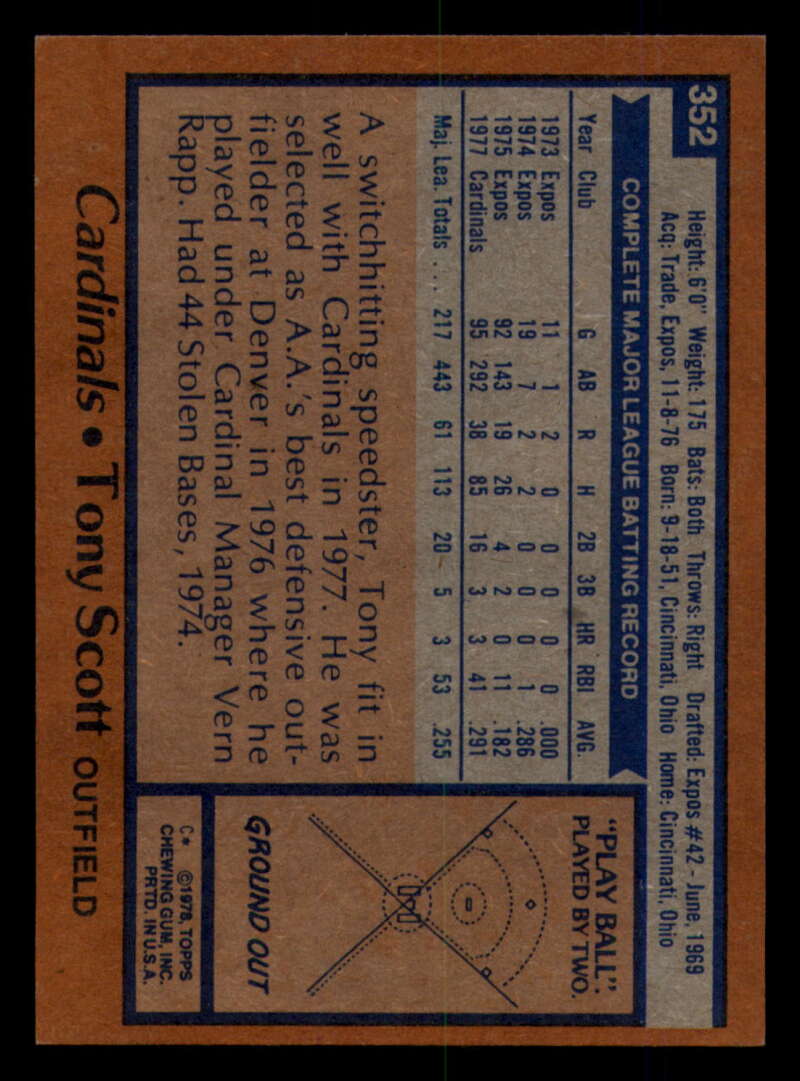 352
Height: 6'0" Weight: 175 Bats: Both Throws: Right Drafted: Expos #42 - June, 1969
Acq: Trade, Expos, 11-8-76 Born: 9-18-51, Cincinnati, Ohio Home: Cincinnati, Ohio
COMPLETE MAJOR LEAGUE BATTING RECORD
Year Club G AB R H 2B 3B HR RBI AVG.
1973 Expos 11 1 2 0 0 0 0 0 .000
1974 Expos 19 7 2 2 0 0 0 1 .286
1975 Expos 92 143 19 26 4 2 0 11 .182
1977 Cardinals 95 292 38 85 16 3 3 41 .291
Maj. Lea. Totals . . . 217 443 61 113 20 5 3 53 .255
A switchhitting speedster, Tony fit in
well with Cardinals in 1977. He was
selected as A.A.'s best defensive out-
fielder at Denver in 1976 where he
played under Cardinal Manager Vern
Rapp. Had 44 Stolen Bases, 1974.
"PLAY BALL":
PLAYED BY TWO.
GROUND OUT
C* ©1978, TOPPS
CHEWING GUM, INC.
PRTD. IN U.S.A.
Cardinals • Tony Scott OUTFIELD